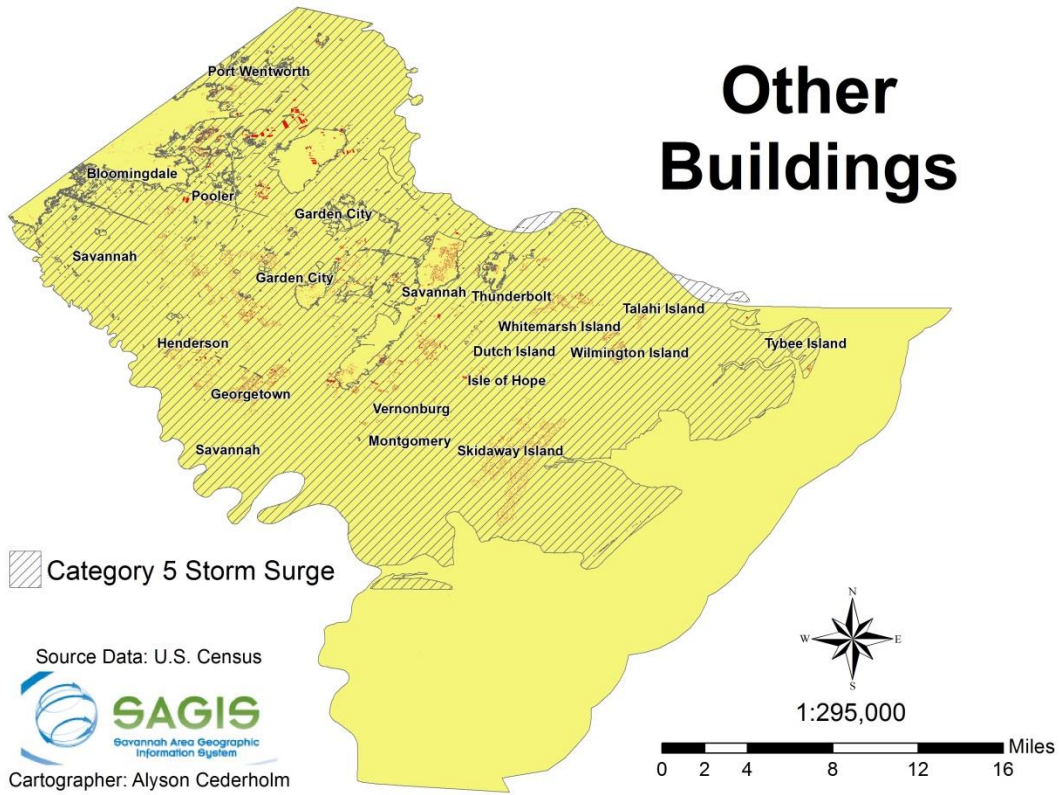 Other
Buildings
Port Wentworth
Bloomingdale
Pooler
Garden City
Savannah
Garden City
Savannah
Thunderbolt
Talahi Island
Whitemarsh Island
Henderson
Dutch Island
Wilmington Island
Tybee Island
Isle of Hope
Georgetown
Vernonburg
Montgomery
Savannah
Skidaway Island
Category 5 Storm Surge
Source Data: U.S. Census
SAGIS
Savannah Area Geographic
Information System
Cartographer: Alyson Cederholm
N
W
E
S
1:295,000
Miles
0 2 4 8 12 16